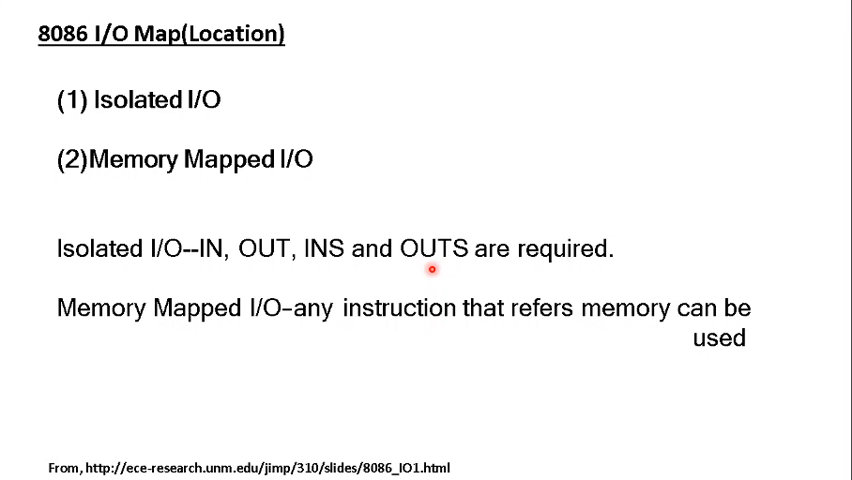 8086 I/O Map(Location)
(1) Isolated I/O
(2)Memory Mapped I/O
Isolated I/O--IN, OUT, INS and OUTS are required.
Memory Mapped I/O–any instruction that refers memory can be
used
From, http://ece-research.unm.edu/jimp/310/slides/8086_IO1.html